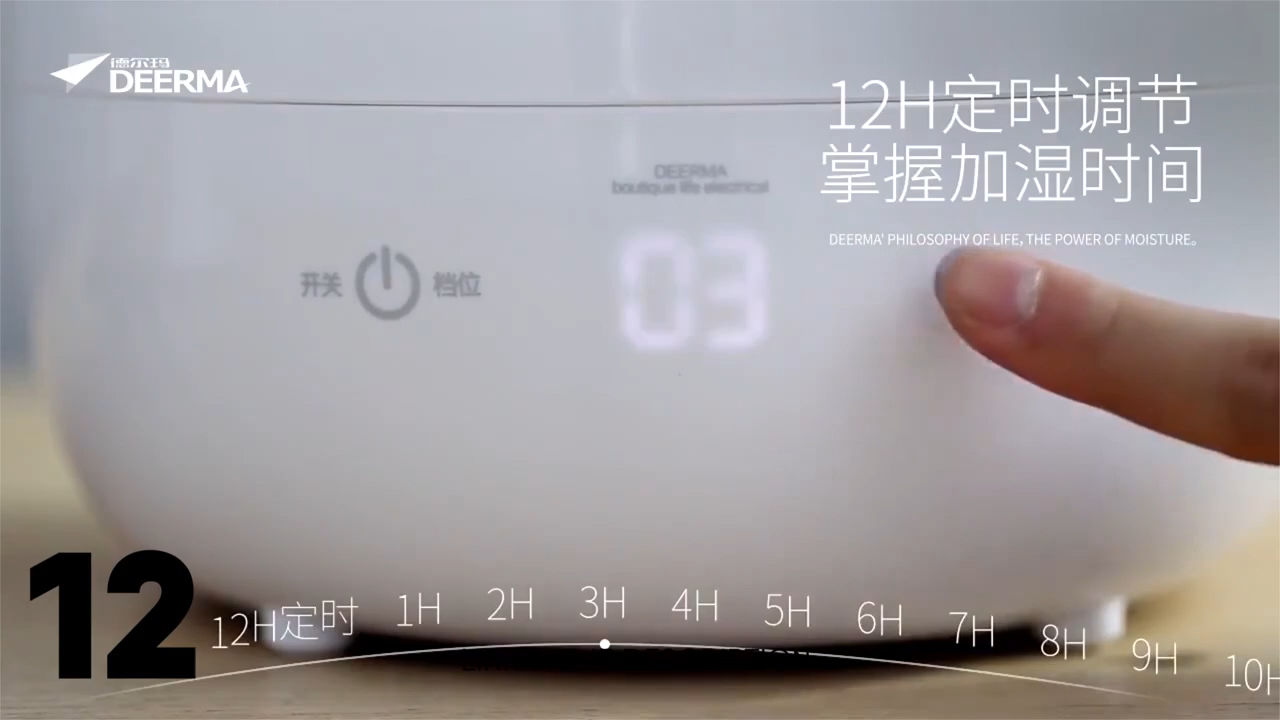 德尔玛
DEERMA
12H定时调节
掌握加湿时间
DEERMA' PHILOSOPHY OF LIFE, THE POWER OF MOISTURE。
DEERMA
boutique life electrical
开关
档位
03
12
12H定时 1H 2H 3H 4H 5H 6H 7H 8H 9H 10H